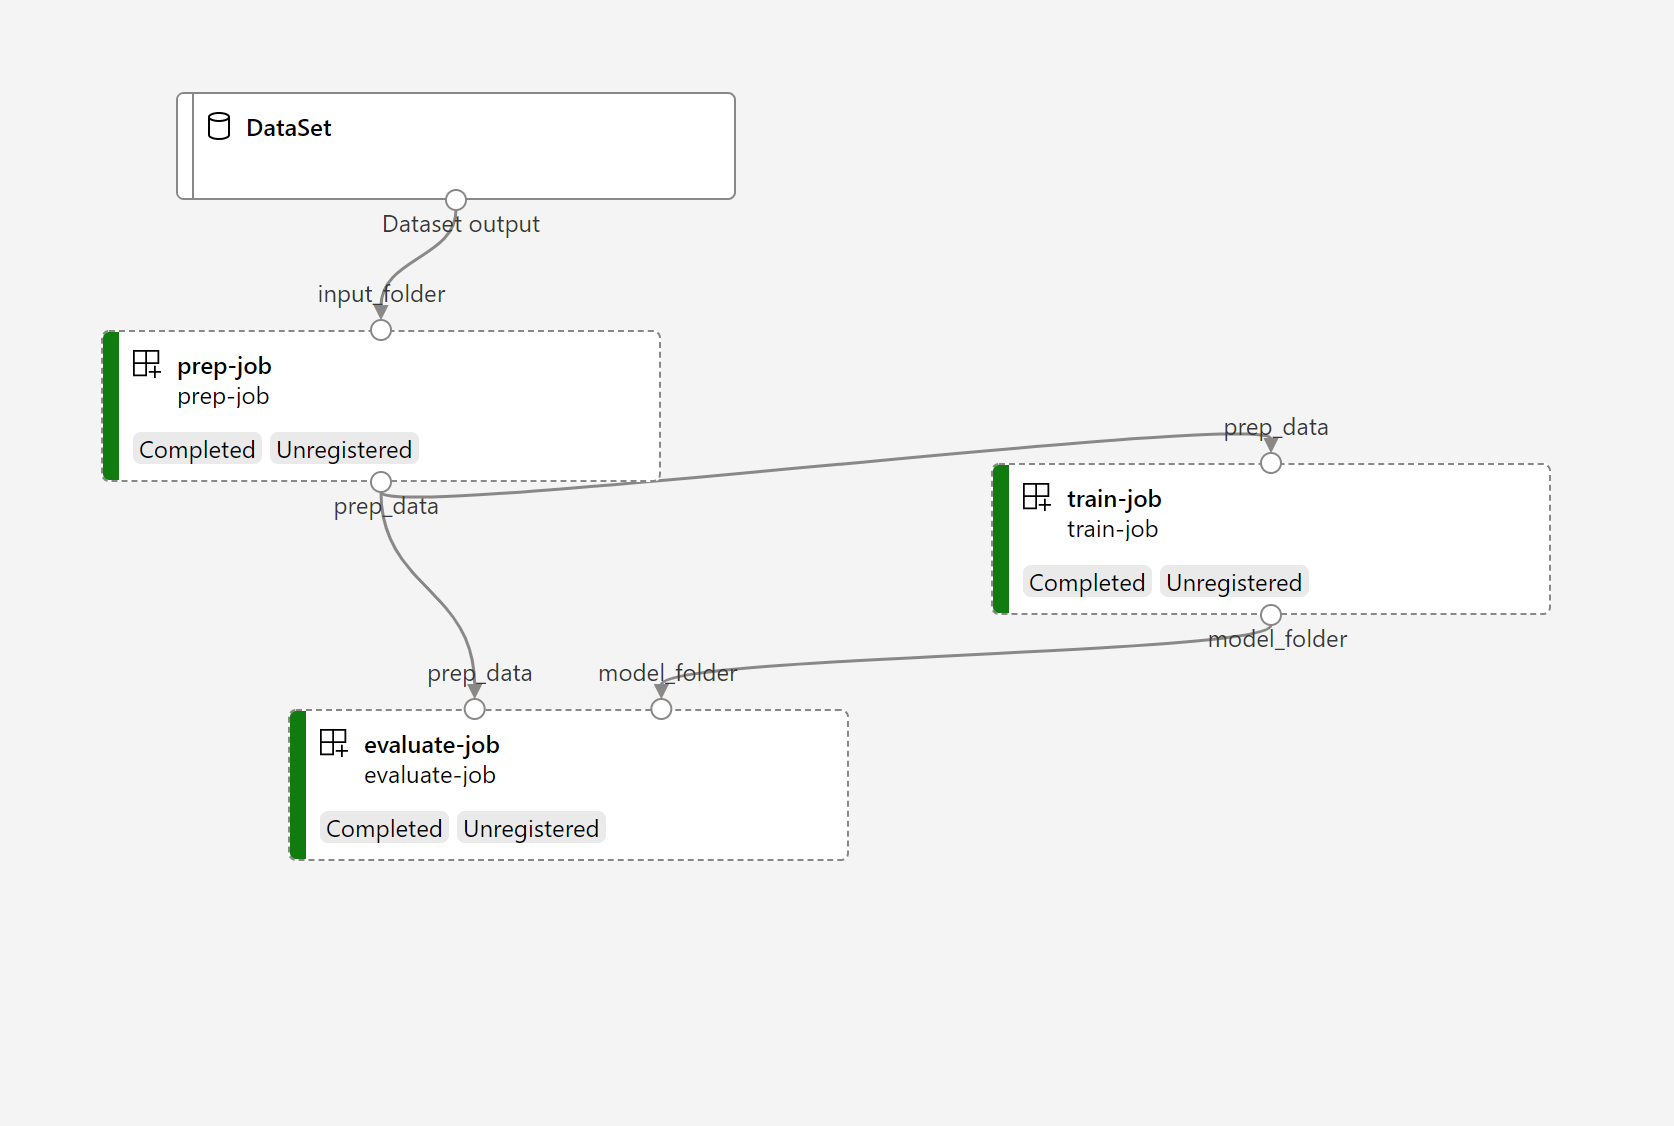 DataSet
Dataset output
input_folder
prep-job
prep-job
Completed Unregistered
prep_data
prep_data
train-job
train-job
Completed Unregistered
model_folder
prep_data model_folder
evaluate-job
evaluate-job
Completed Unregistered